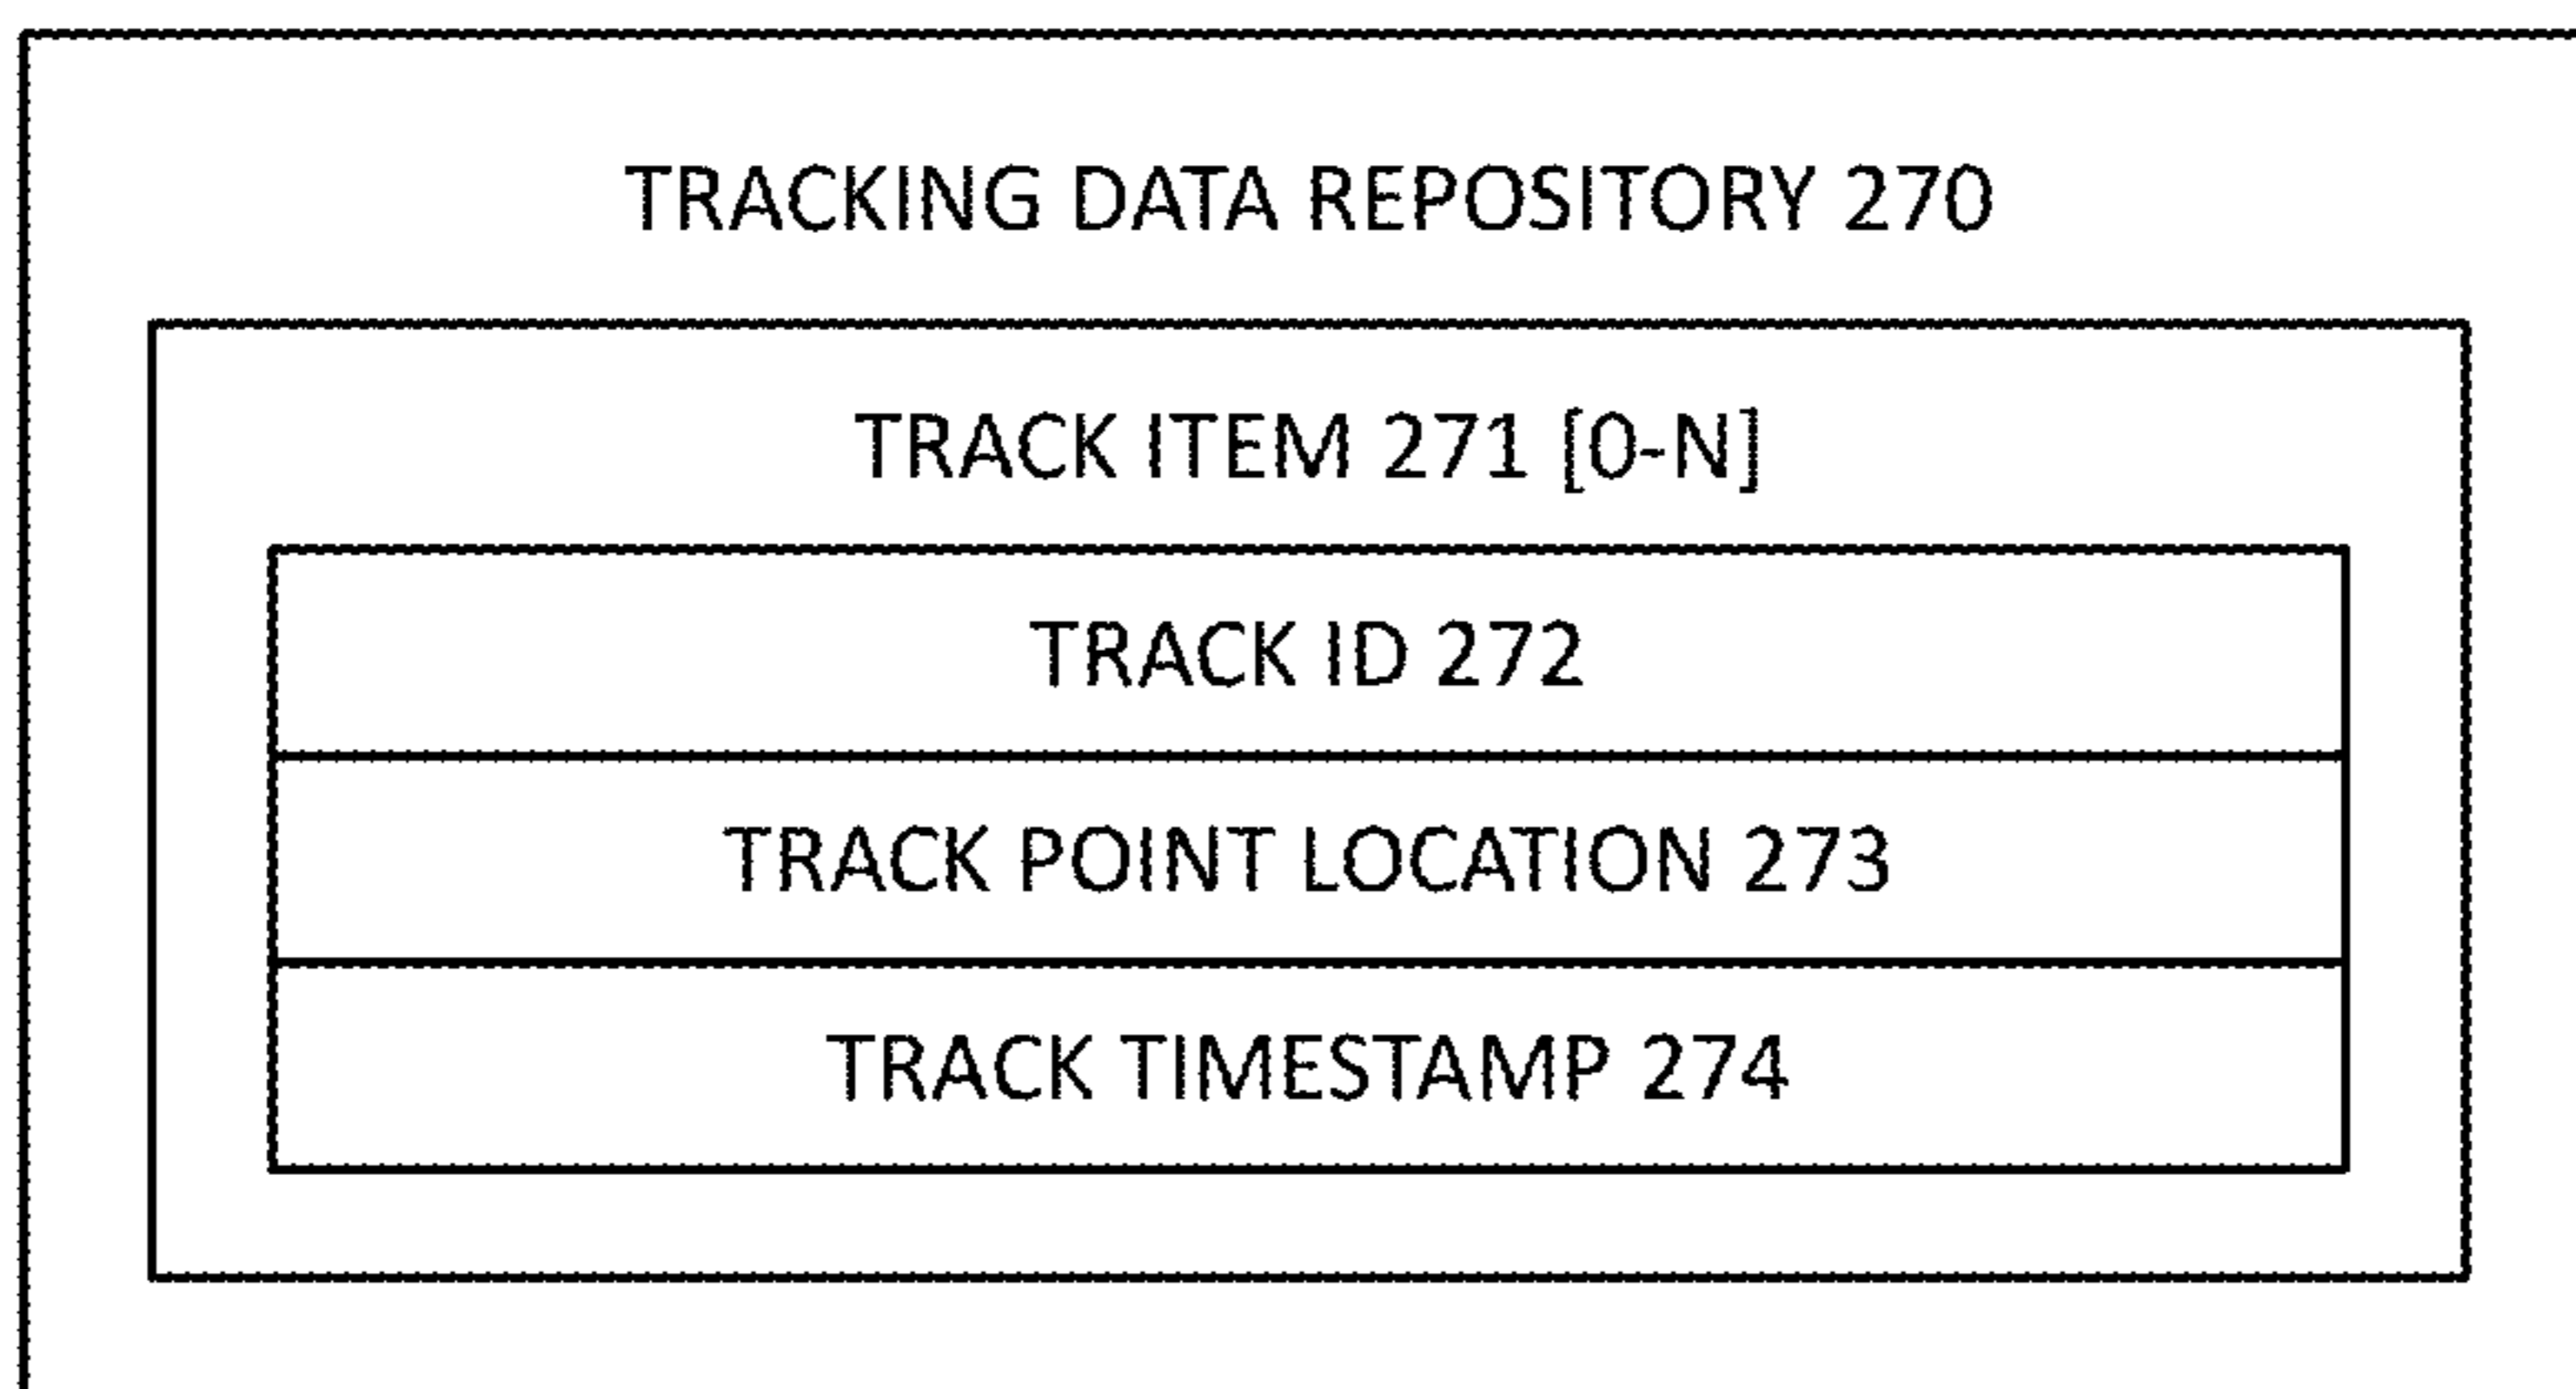 TRACKING DATA REPOSITORY 270
TRACK ITEM 271 [0-N]
TRACK ID 272
TRACK POINT LOCATION 273
TRACK TIMESTAMP 274